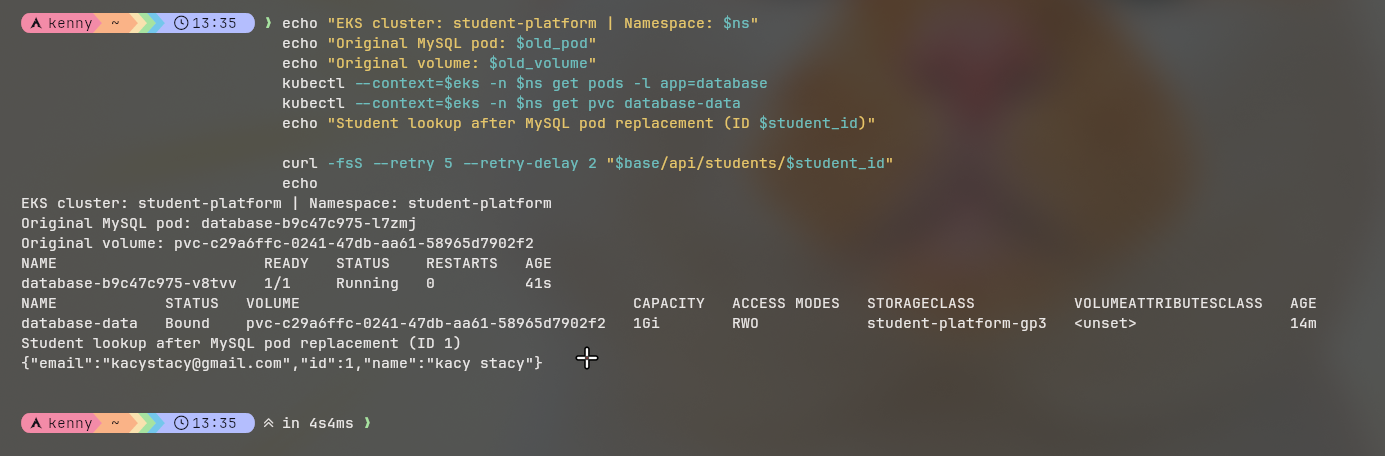 kenny ~ 13:35 ❯ echo "EKS cluster: student-platform | Namespace: $ns"
echo "Original MySQL pod: $old_pod"
echo "Original volume: $old_volume"
kubectl --context=$eks -n $ns get pods -l app=database
kubectl --context=$eks -n $ns get pvc database-data
echo "Student lookup after MySQL pod replacement (ID $student_id)"
curl -fsS --retry 5 --retry-delay 2 "$base/api/students/$student_id"
echo
EKS cluster: student-platform | Namespace: student-platform
Original MySQL pod: database-b9c47c975-l7zmj
Original volume: pvc-c29a6ffc-0241-47db-aa61-58965d7902f2
NAME READY STATUS RESTARTS AGE
database-b9c47c975-v8tvv 1/1 Running 0 41s
NAME STATUS VOLUME CAPACITY ACCESS MODES STORAGECLASS VOLUMEATTRIBUTESCLASS AGE
database-data Bound pvc-c29a6ffc-0241-47db-aa61-58965d7902f2 1Gi RWO student-platform-gp3 <unset> 14m
Student lookup after MySQL pod replacement (ID 1)
{"email":"kacystacy@gmail.com","id":1,"name":"kacy stacy"}
kenny ~ 13:35 in 4s4ms ❯